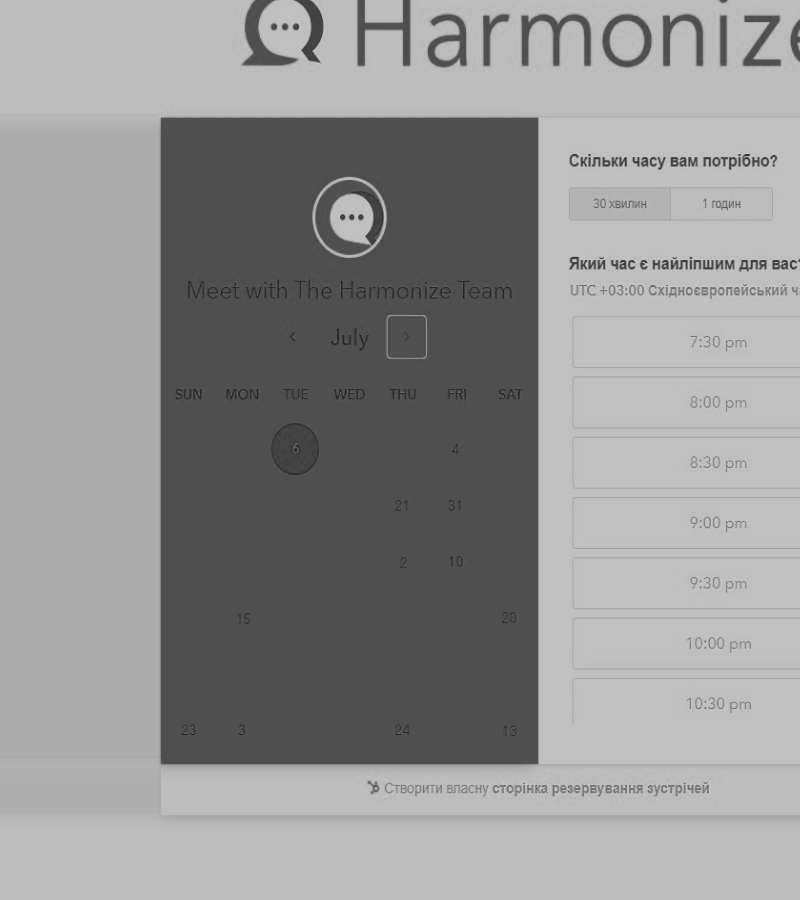 Harmonize
Meet with The Harmonize Team
July
SUN MON TUE WED THU FRI SAT
6 4
21 31
2 10
15 20
23 3 24 13
Скільки часу вам потрібно?
30 хвилин 1 годин
Який час є найліпшим для вас?
UTC +03:00 Східноєвропейський ч
7:30 pm
8:00 pm
8:30 pm
9:00 pm
9:30 pm
10:00 pm
10:30 pm
Створити власну сторінка резервування зустрічей